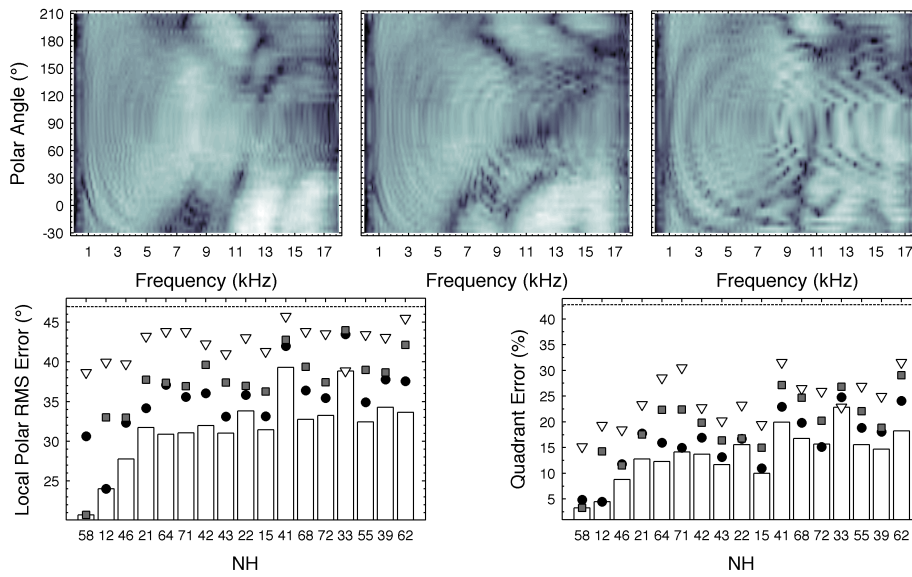 Polar Angle (°)
210
180
150
120
90
60
30
0
-30
1 3 5 7 9 11 13 15 17
1 3 5 7 9 11 13 15 17
1 3 5 7 9 11 13 15 17
Frequency (kHz)
Frequency (kHz)
Frequency (kHz)
Local Polar RMS Error (°)
45
40
35
30
25
58 12 46 21 64 71 42 43 22 15 41 68 72 33 55 39 62
NH
Quadrant Error (%)
40
35
30
25
20
15
10
5
58 12 46 21 64 71 42 43 22 15 41 68 72 33 55 39 62
NH